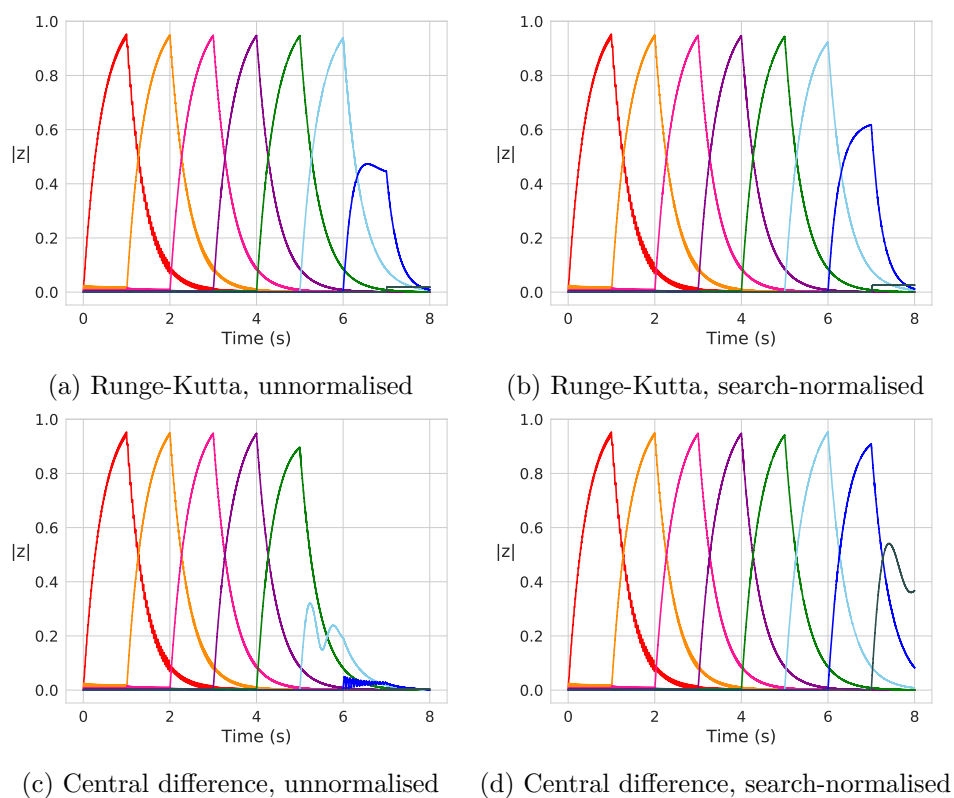 1.0
0.8
0.6
|z|
0.4
0.2
0.0
0 2 4 6 8
Time (s)
(a) Runge-Kutta, unnormalised
1.0
0.8
0.6
|z|
0.4
0.2
0.0
0 2 4 6 8
Time (s)
(b) Runge-Kutta, search-normalised
1.0
0.8
0.6
|z|
0.4
0.2
0.0
0 2 4 6 8
Time (s)
(c) Central difference, unnormalised
1.0
0.8
0.6
|z|
0.4
0.2
0.0
0 2 4 6 8
Time (s)
(d) Central difference, search-normalised